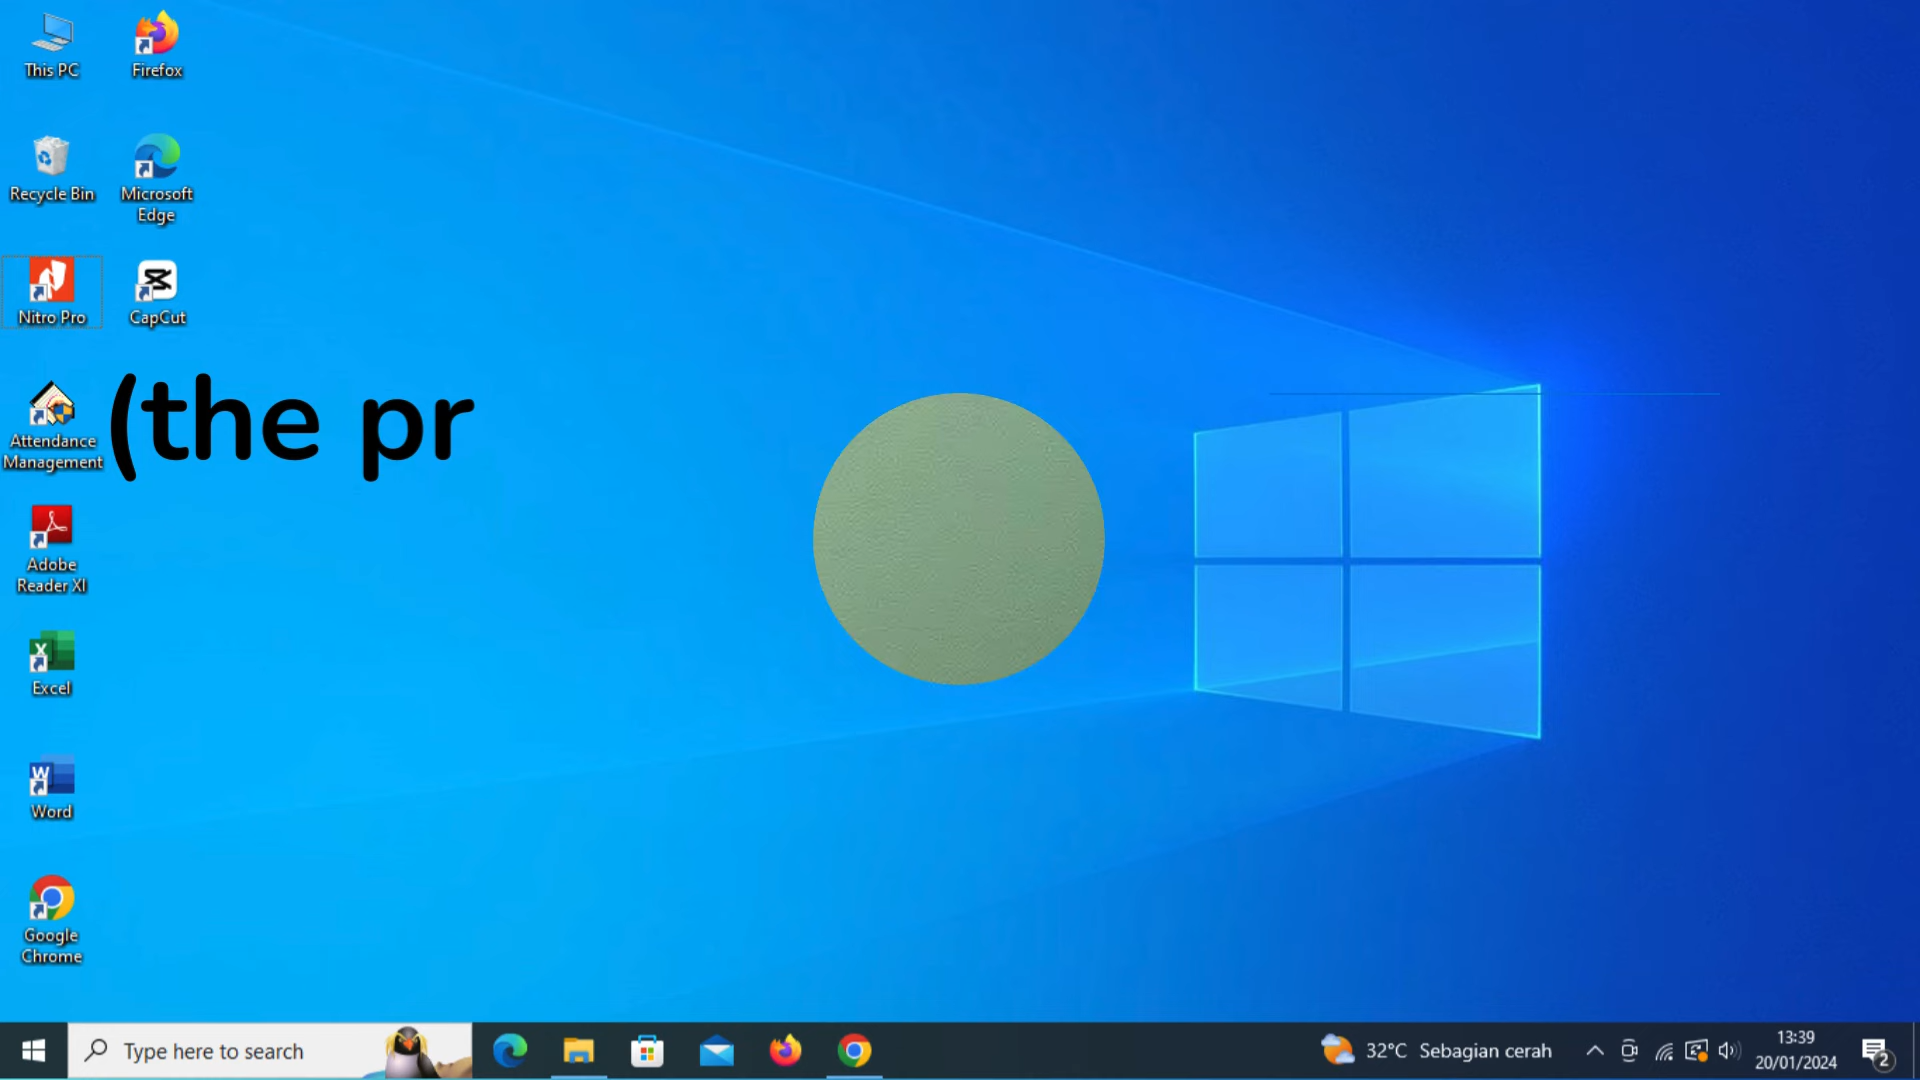 This PC
Firefox
Recycle Bin
Microsoft
Edge
Nitro Pro
CapCut
(the pr
Attendance
Management
Adobe
Reader XI
Excel
Word
Google
Chrome
Type here to search
32°C Sebagian cerah
13:39
20/01/2024
2